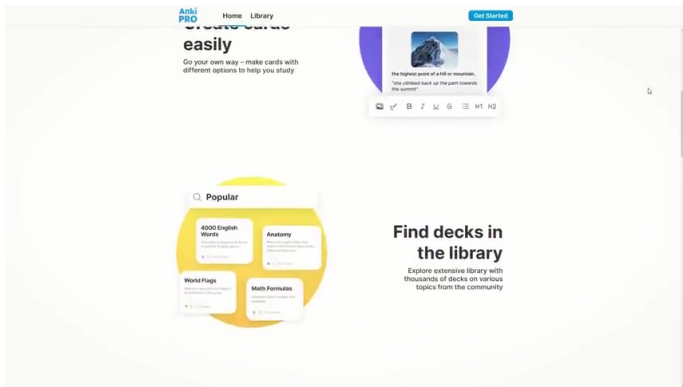 Anki
PRO
Home
Library
Get Started
Create cards
easily
Go your own way – make cards with
different options to help you study
the highest point of a hill or mountain.
"she climbed back up the path towards
the summit"
B I U S H1 H2
Popular
4000 English
Words
Anatomy
World Flags
Math Formulas
Find decks in
the library
Explore extensive library with
thousands of decks on various
topics from the community